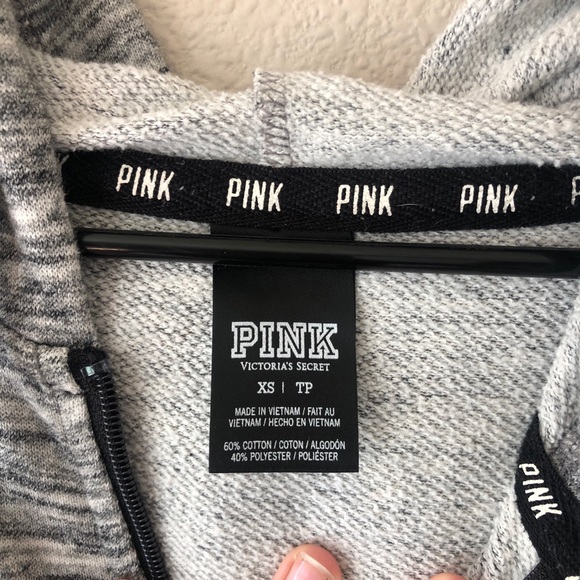 PINK PINK PINK PINK
PINK
VICTORIA'S SECRET
XS | TP
MADE IN VIETNAM / FAIT AU
VIETNAM / HECHO EN VIETNAM
60% COTTON / COTON / ALGODÓN
40% POLYESTER / POLIÉSTER
PINK